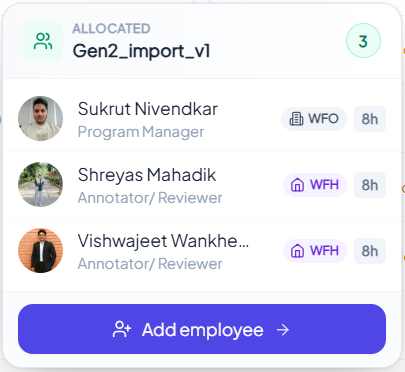 ALLOCATED
Gen2_import_v1
3
Sukrut Nivendkar
Program Manager
WFO
8h
Shreyas Mahadik
Annotator/ Reviewer
WFH
8h
Vishwajeet Wankhe...
Annotator/ Reviewer
WFH
8h
Add employee →